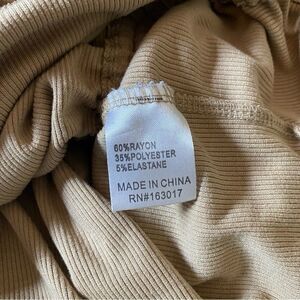 60%RAYON
35%POLYESTER
5%ELASTANE
MADE IN CHINA
RN#163017